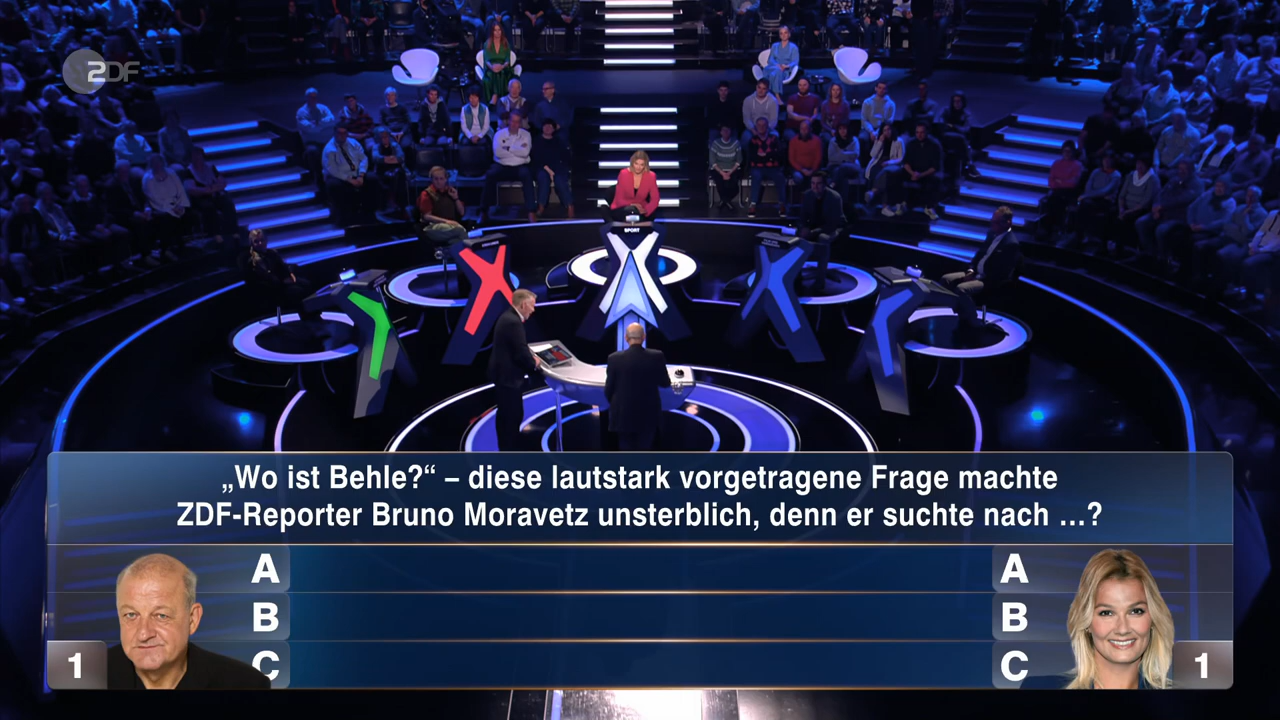 ZDF
SPORT
„Wo ist Behle?“ – diese lautstark vorgetragene Frage machte
ZDF-Reporter Bruno Moravetz unsterblich, denn er suchte nach ...?
A A
B B
C C
1 1